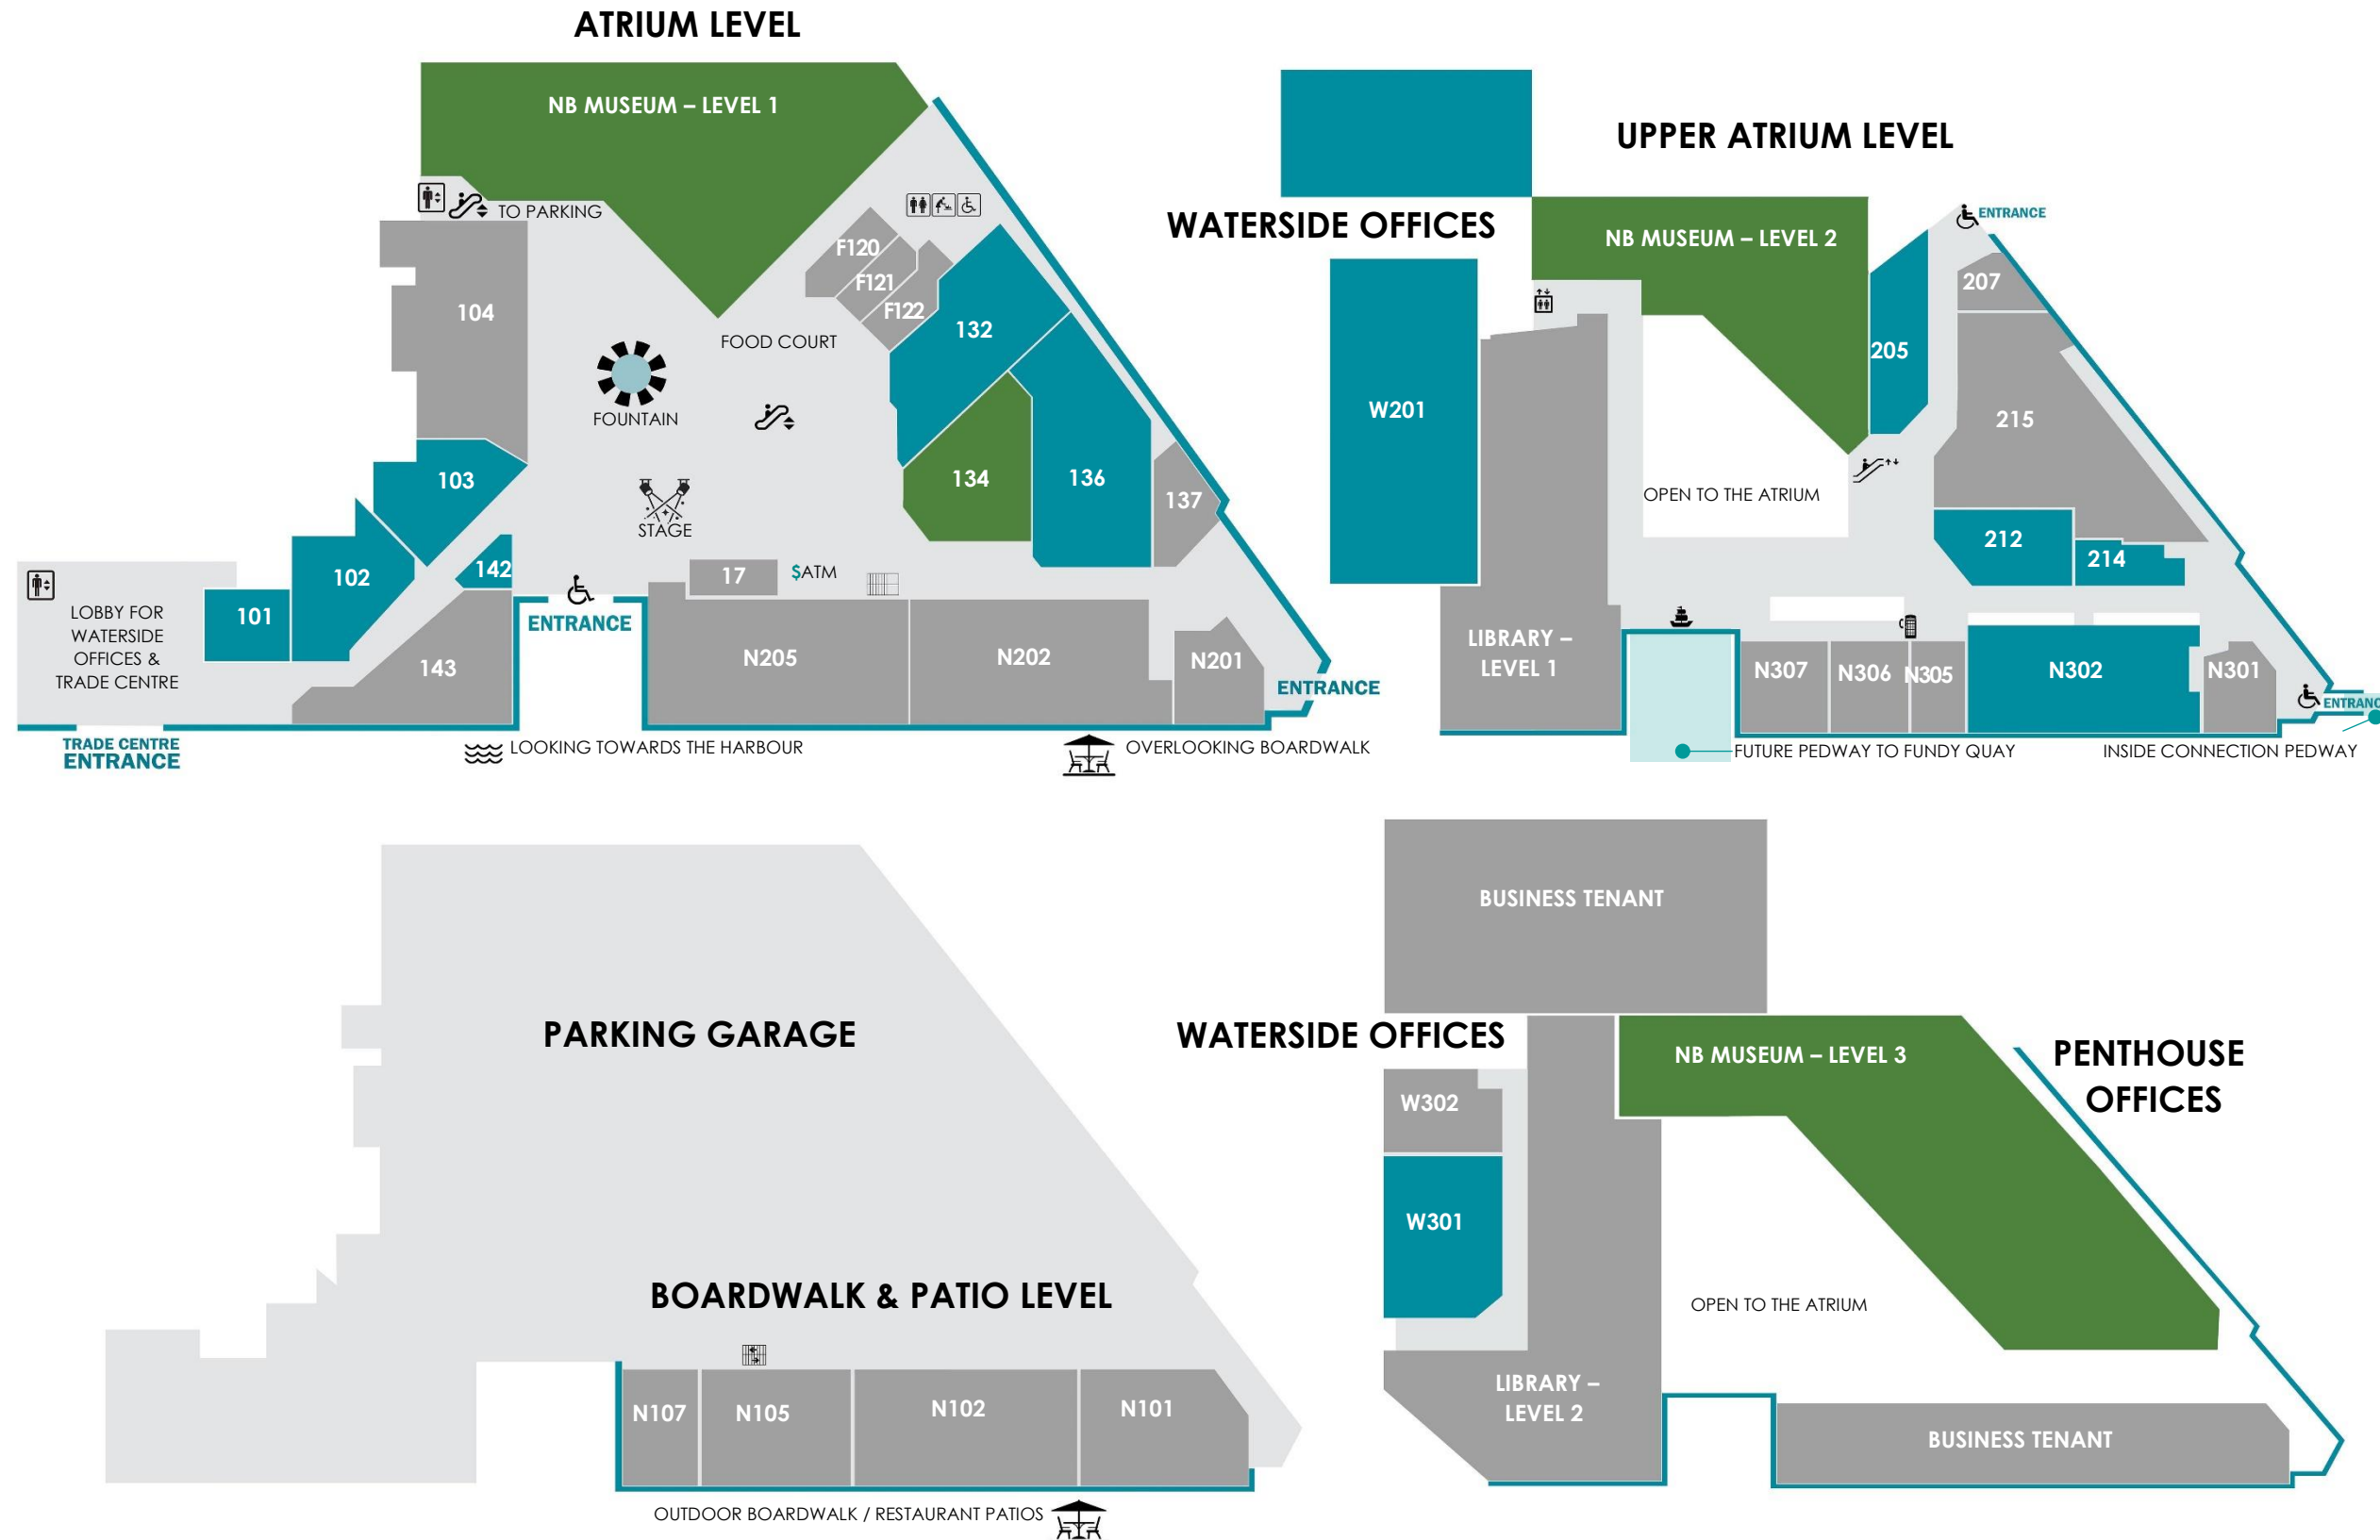 ATRIUM LEVEL
NB MUSEUM – LEVEL 1
TO PARKING
F120
F121
F122
104
132
FOOD COURT
FOUNTAIN
103
134
136
137
STAGE
142
17
$ATM
102
101
LOBBY FOR
WATERSIDE
OFFICES &
TRADE CENTRE
ENTRANCE
143
N205
N202
N201
ENTRANCE
TRADE CENTRE
ENTRANCE
LOOKING TOWARDS THE HARBOUR
OVERLOOKING BOARDWALK
UPPER ATRIUM LEVEL
WATERSIDE OFFICES
NB MUSEUM – LEVEL 2
ENTRANCE
207
205
W201
215
OPEN TO THE ATRIUM
212
214
LIBRARY –
LEVEL 1
N307
N306
N305
N302
N301
ENTRANC
FUTURE PEDWAY TO FUNDY QUAY
INSIDE CONNECTION PEDWAY
PARKING GARAGE
BOARDWALK & PATIO LEVEL
N107
N105
N102
N101
OUTDOOR BOARDWALK / RESTAURANT PATIOS
BUSINESS TENANT
WATERSIDE OFFICES
NB MUSEUM – LEVEL 3
PENTHOUSE
OFFICES
W302
W301
OPEN TO THE ATRIUM
LIBRARY –
LEVEL 2
BUSINESS TENANT